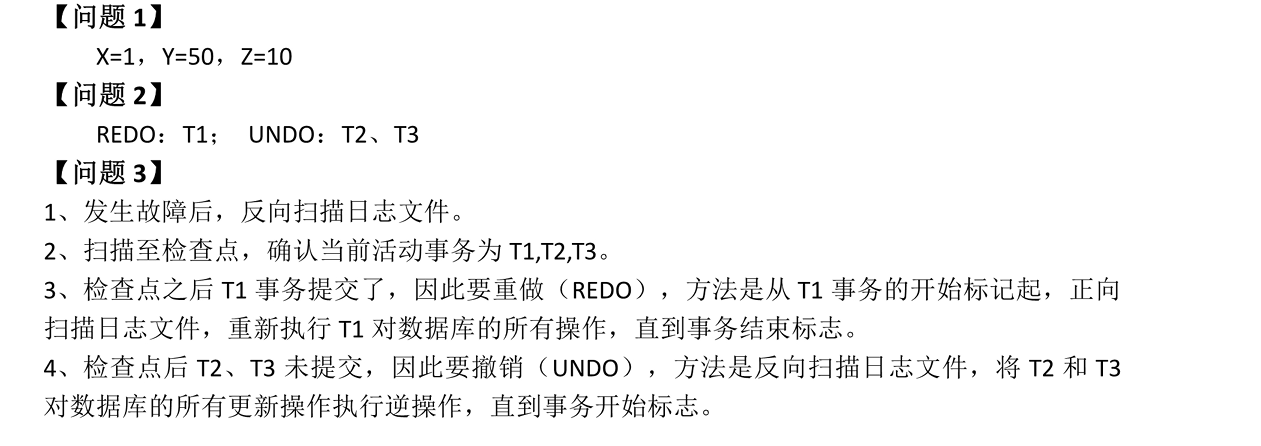 【问题 1】
X=1，Y=50，Z=10
【问题 2】
REDO：T1； UNDO：T2、T3
【问题 3】
1、发生故障后，反向扫描日志文件。
2、扫描至检查点，确认当前活动事务为 T1,T2,T3。
3、检查点之后 T1 事务提交了，因此要重做（REDO），方法是从 T1 事务的开始标记起，正向
扫描日志文件，重新执行 T1 对数据库的所有操作，直到事务结束标志。
4、检查点后 T2、T3 未提交，因此要撤销（UNDO），方法是反向扫描日志文件，将 T2 和 T3
对数据库的所有更新操作执行逆操作，直到事务开始标志。